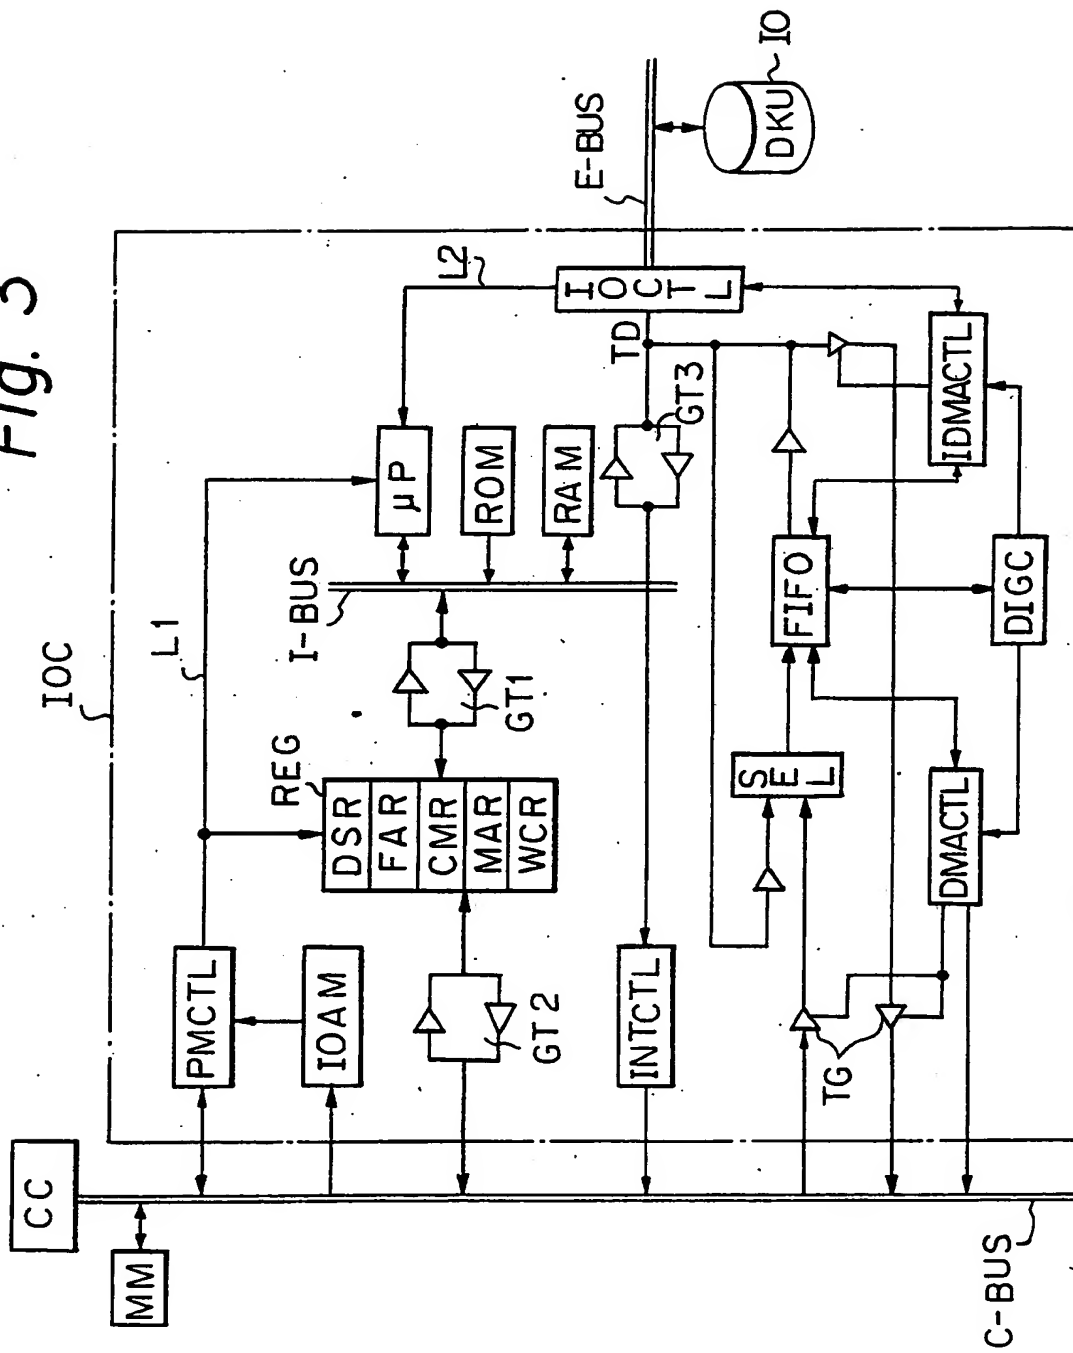 Fig. 3
CC
MM
C-BUS
IOC
PMCTL
IOAM
L1
REG
DSR
FAR
CMR
MAR
WCR
GT2
GT1
I-BUS
μP
ROM
RAM
L2
IOCTL
TD
GT3
E-BUS
DKU
IO
INTCTL
TG
SEL
FIFO
DMACTL
DIGC
IDMACTL